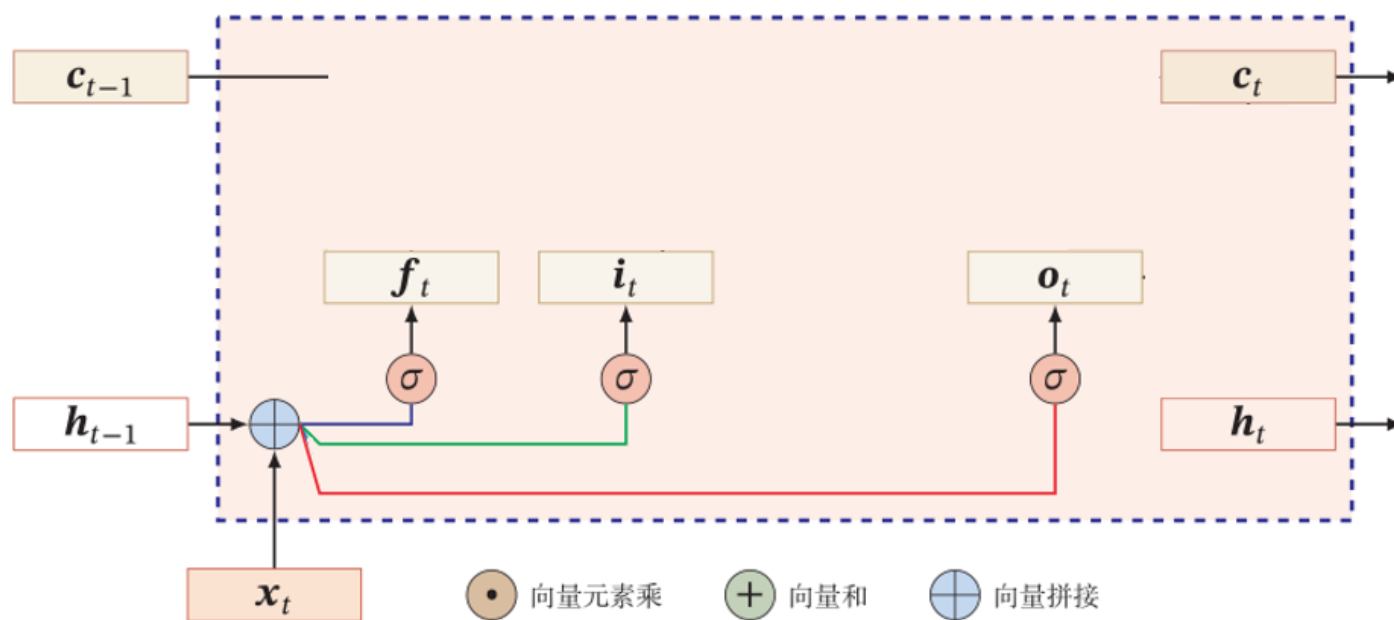 c_{t-1} c_t
f_t i_t o_t
σ σ σ
h_{t-1} h_t
x_t 向量元素乘 向量和 向量拼接